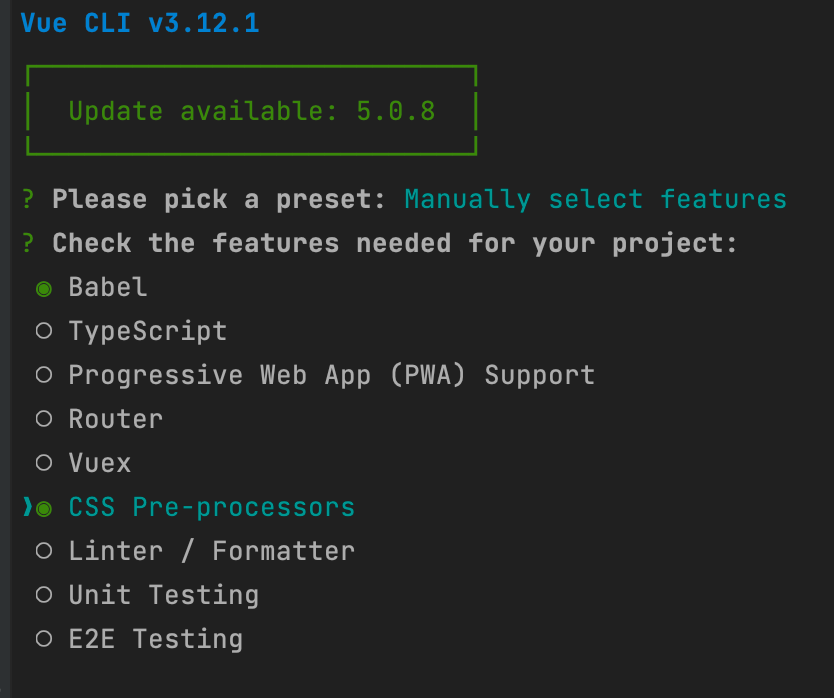 Vue CLI v3.12.1
Update available: 5.0.8
? Please pick a preset: Manually select features
? Check the features needed for your project:
◉ Babel
◯ TypeScript
◯ Progressive Web App (PWA) Support
◯ Router
◯ Vuex
❯◉ CSS Pre-processors
◯ Linter / Formatter
◯ Unit Testing
◯ E2E Testing